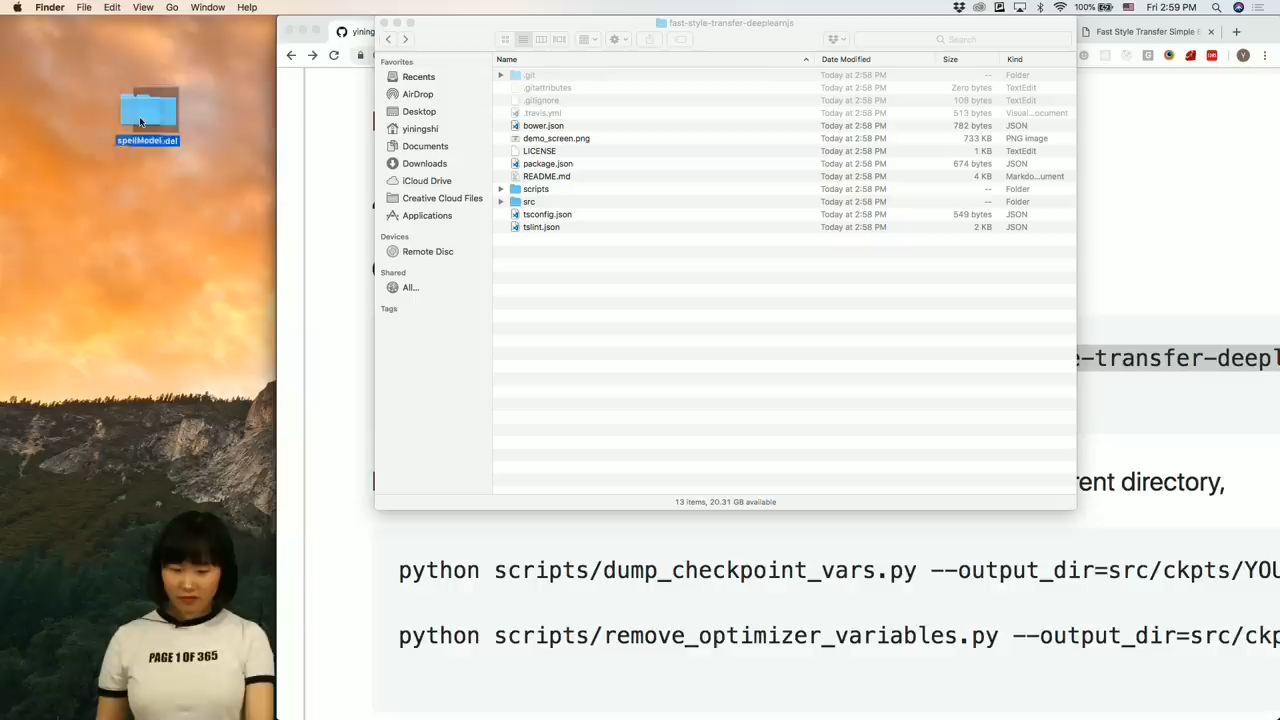 Finder File Edit View Go Window Help
100% Fri 2:59 PM
fast-style-transfer-deeplearnjs
yining
Fast Style Transfer Simple
Search
Favorites
Recents
AirDrop
Desktop
yiningshi
Documents
Downloads
iCloud Drive
Creative Cloud Files
Applications
Devices
Remote Disc
Shared
All...
Tags
Name Date Modified Size Kind
.git Today at 2:58 PM -- Folder
.gitattributes Today at 2:58 PM Zero bytes TextEdit
.gitignore Today at 2:58 PM 108 bytes TextEdit
.travis.yml Today at 2:58 PM 513 bytes Visual...ocument
bower.json Today at 2:58 PM 782 bytes JSON
demo_screen.png Today at 2:58 PM 733 KB PNG image
LICENSE Today at 2:58 PM 1 KB TextEdit
package.json Today at 2:58 PM 674 bytes JSON
README.md Today at 2:58 PM 4 KB Markdo...ument
scripts Today at 2:58 PM -- Folder
src Today at 2:58 PM -- Folder
tsconfig.json Today at 2:58 PM 549 bytes JSON
tslint.json Today at 2:58 PM 2 KB JSON
13 items, 20.31 GB available
spellModel
e-transfer-deepl
rent directory,
python scripts/dump_checkpoint_vars.py --output_dir=src/ckpts/YOU
python scripts/remove_optimizer_variables.py --output_dir=src/ckp
PAGE 1 OF 365